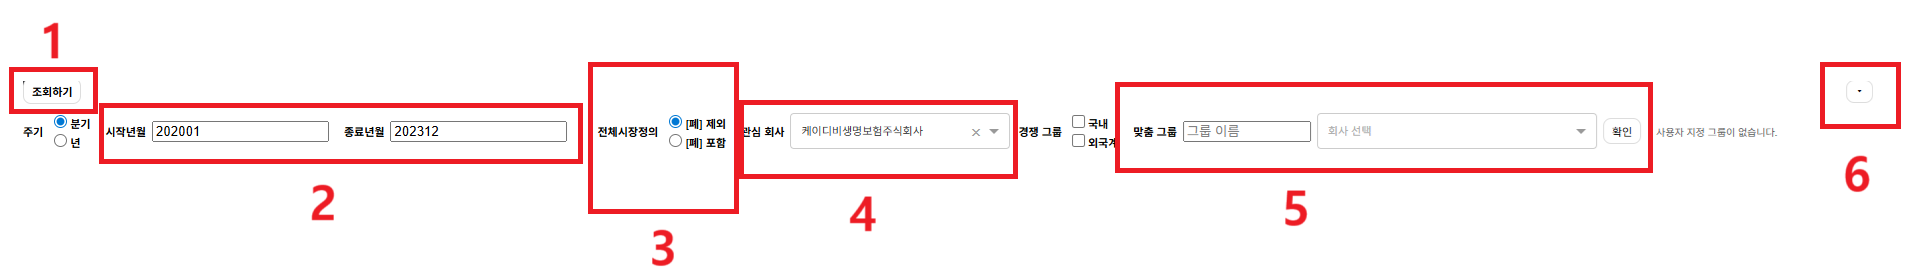 1
조회하기
주기
분기
년
시작년월 202001
종료년월 202312
2
전체시장정의
[폐] 제외
[폐] 포함
3
관심 회사 케이디비생명보험주식회사
4
경쟁 그룹
국내
외국계
맞춤 그룹 그룹 이름 회사 선택 확인
5
사용자 지정 그룹이 없습니다.
6